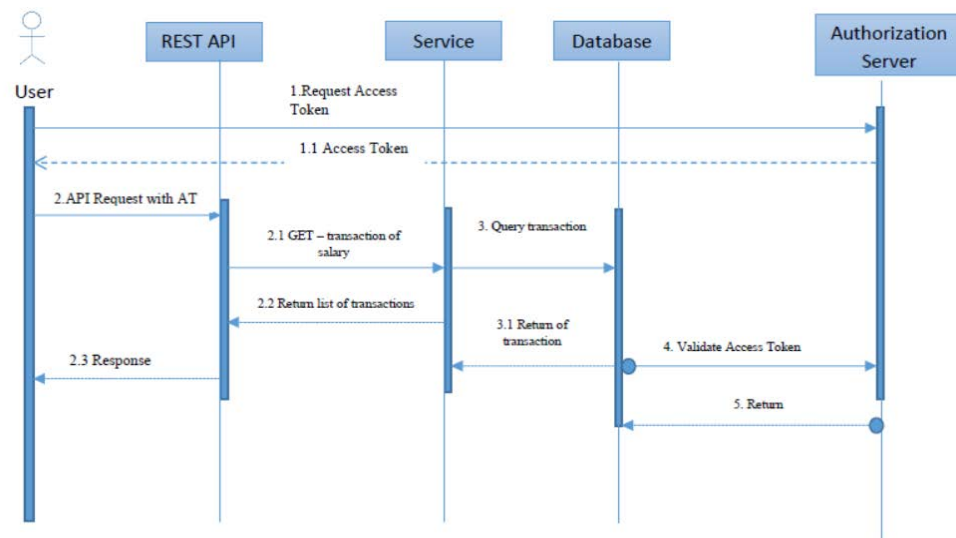 REST API
Service
Database
Authorization
Server
User
1.Request Access
Token
1.1 Access Token
2.API Request with AT
2.1 GET – transaction of
salary
3. Query transaction
2.2 Return list of transactions
3.1 Return of
transaction
4. Validate Access Token
2.3 Response
5. Return